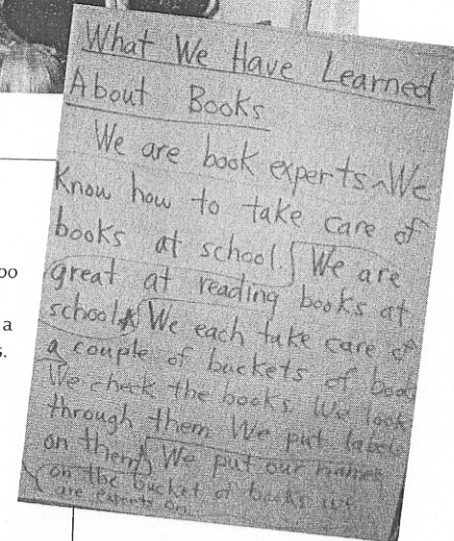 What We Have Learned
About Books
We are book experts. We
know how to take care of
books at school. We are
great at reading books at
school. We each take care of
a couple of buckets of book
We check the books. We look
through them. We put labels
on them. We put our names
on the bucket of books we
are experts on.
oo
a
s.